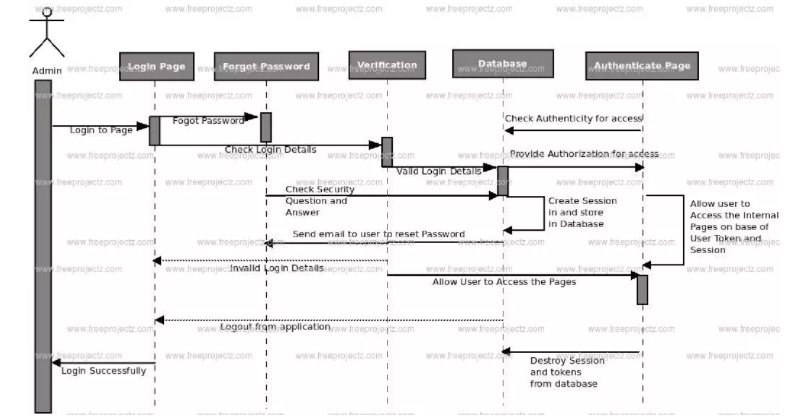 Admin
Login Page
Forgot Password
Verification
Database
Authenticate Page
Login to Page
Fogot Password
Check Login Details
Valid Login Details
Check Authenticity for access
Provide Authorization for access
Check Security
Question and
Answer
Create Session
in and store
in Database
Allow user to
Access the Internal
Pages on base of
User Token and
Session
Send email to user to reset Password
Invalid Login Details
Allow User to Access the Pages
Logout from application
Login Successfully
Destroy Session
and tokens
from database
www.freeprojectz.com